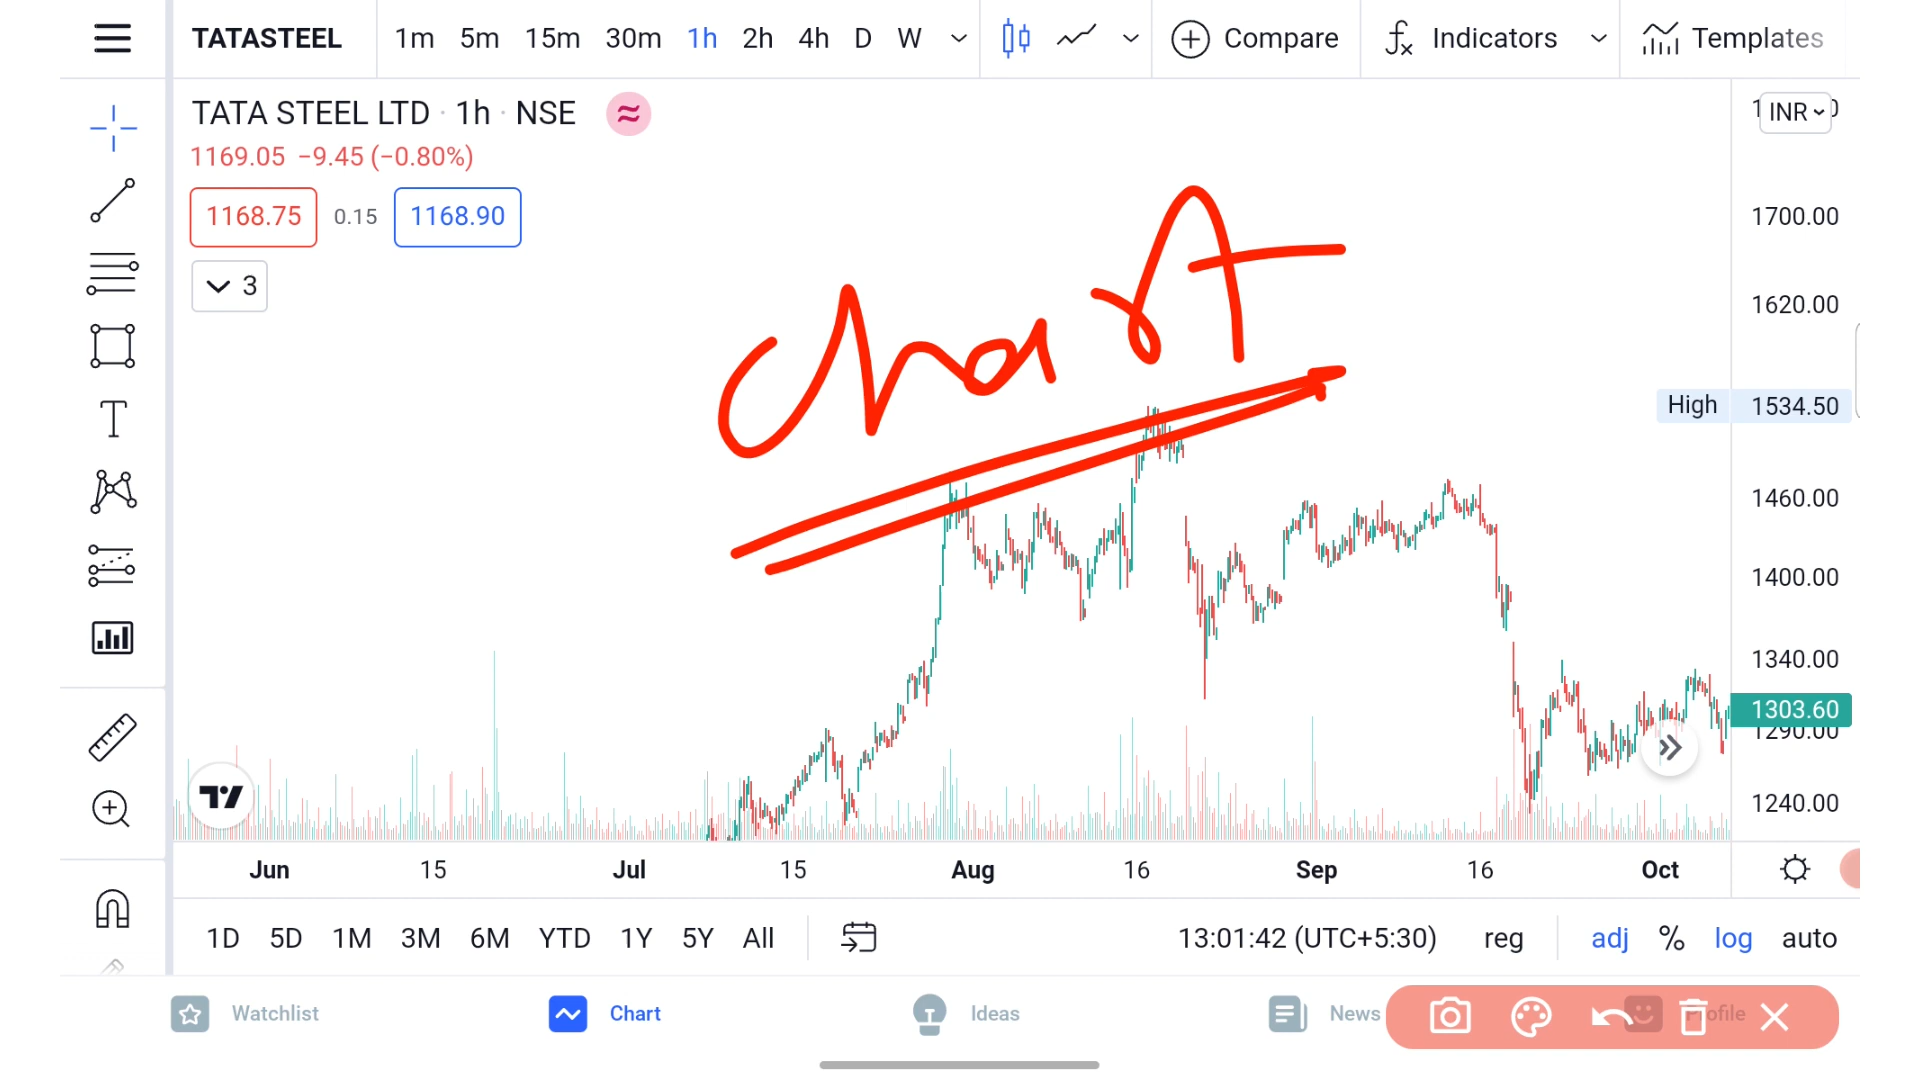 TATASTEEL 1m 5m 15m 30m 1h 2h 4h D W Compare Indicators Templates
TATA STEEL LTD · 1h · NSE
INR
1169.05 −9.45 (−0.80%)
1168.75 0.15 1168.90
3
chart
1700.00
1620.00
High 1534.50
1460.00
1400.00
1340.00
1303.60
1290.00
1240.00
Jun 15 Jul 15 Aug 16 Sep 16 Oct
1D 5D 1M 3M 6M YTD 1Y 5Y All 13:01:42 (UTC+5:30) reg adj % log auto
Watchlist Chart Ideas News Profile